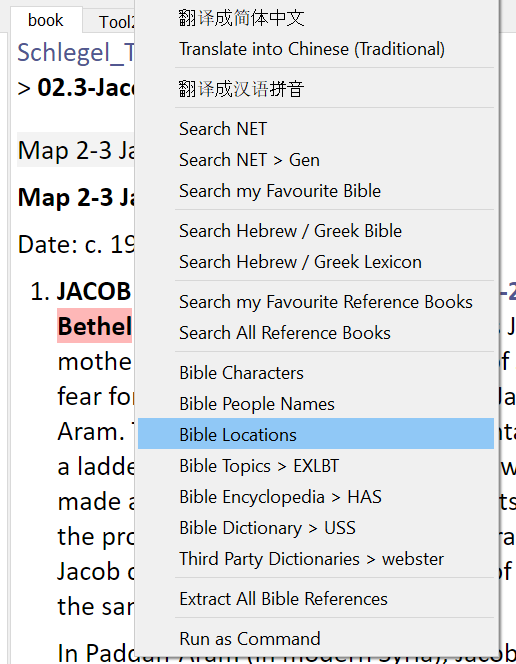 book
翻译成简体中文
Schlegel_T
Translate into Chinese (Traditional)
> 02.3-Jaco
翻译成汉语拼音
Search NET
Map 2-3 Ja
Search NET > Gen
Map 2-3 Ja
Search my Favourite Bible
Date: c. 19
Search Hebrew / Greek Bible
Search Hebrew / Greek Lexicon
1. JACOB
Search my Favourite Reference Books
Bethel
Search All Reference Books
mothe
Bible Characters
fear for
Bible People Names
Aram.
Bible Locations
a ladde
Bible Topics > EXLBT
made a
Bible Encyclopedia > HAS
the pro
Bible Dictionary > USS
Third Party Dictionaries > webster
Jacob
Extract All Bible References
the sar
Run as Command
In Paddan-Aram (in modern Syria), Jacob